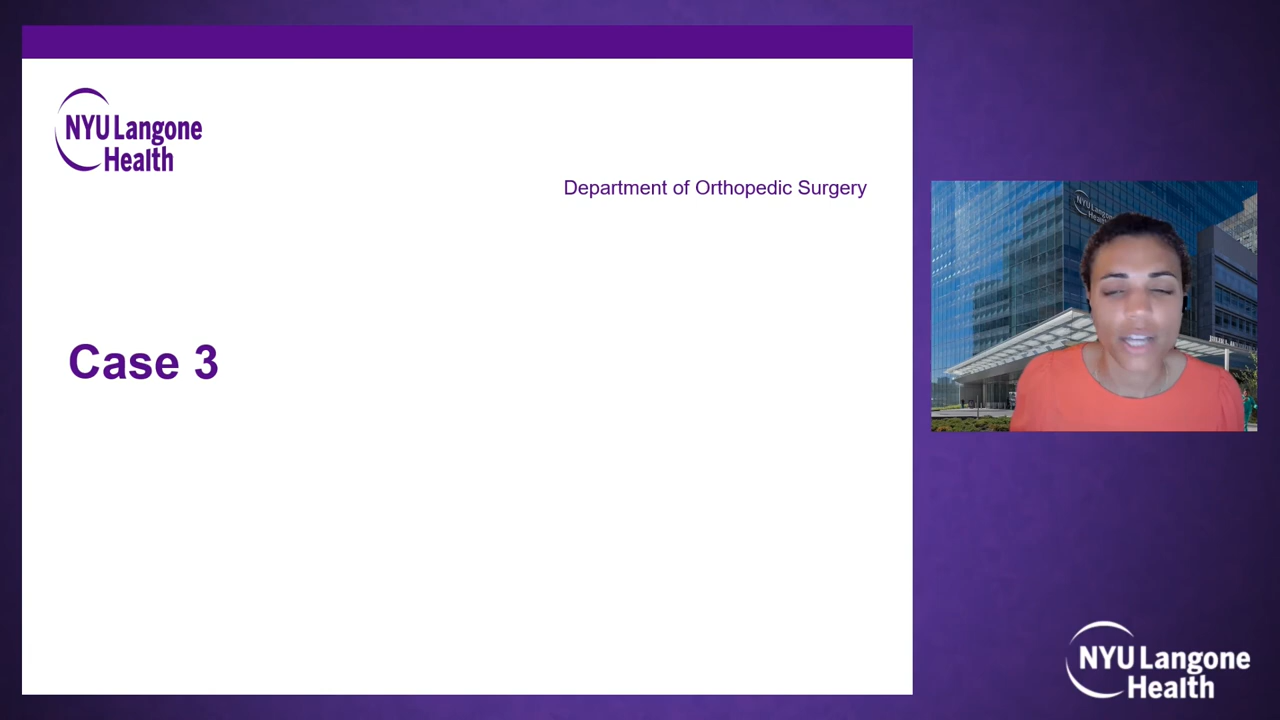 NYU Langone
Health
Department of Orthopedic Surgery
Case 3
NYU Langone
Health
NYU Langone
Health